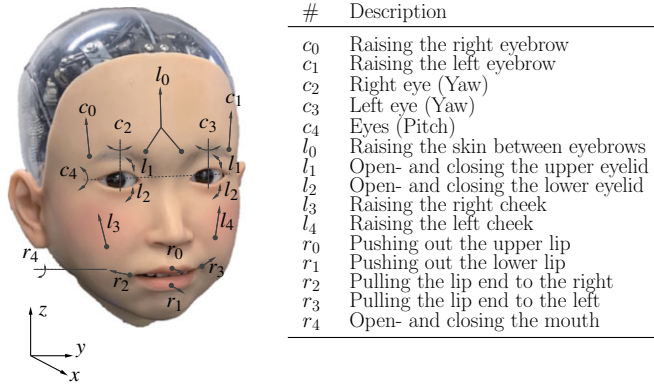 l0
c0
c1
c2
c3
c4
l1
l1
l2
l2
l3
l4
r0
r1
r2
r3
r4
z
y
x
# Description
c0 Raising the right eyebrow
c1 Raising the left eyebrow
c2 Right eye (Yaw)
c3 Left eye (Yaw)
c4 Eyes (Pitch)
l0 Raising the skin between eyebrows
l1 Open- and closing the upper eyelid
l2 Open- and closing the lower eyelid
l3 Raising the right cheek
l4 Raising the left cheek
r0 Pushing out the upper lip
r1 Pushing out the lower lip
r2 Pulling the lip end to the right
r3 Pulling the lip end to the left
r4 Open- and closing the mouth